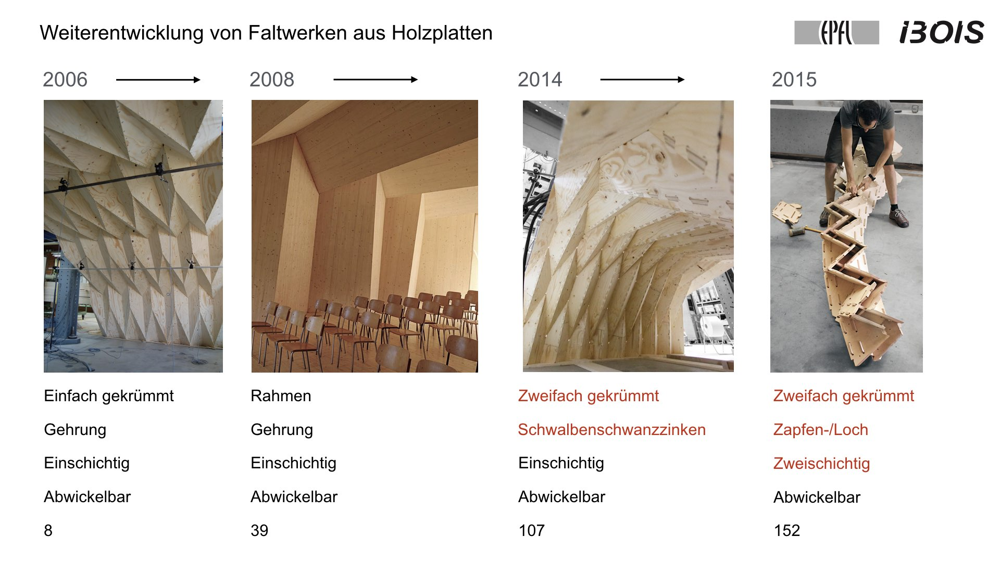 Weiterentwicklung von Faltwerken aus Holzplatten
EPFL
iBOIS
2006
2008
2014
2015
Einfach gekrümmt
Rahmen
Zweifach gekrümmt
Zweifach gekrümmt
Gehrung
Gehrung
Schwalbenschwanzzinken
Zapfen-/Loch
Einschichtig
Einschichtig
Einschichtig
Zweischichtig
Abwickelbar
Abwickelbar
Abwickelbar
Abwickelbar
8
39
107
152